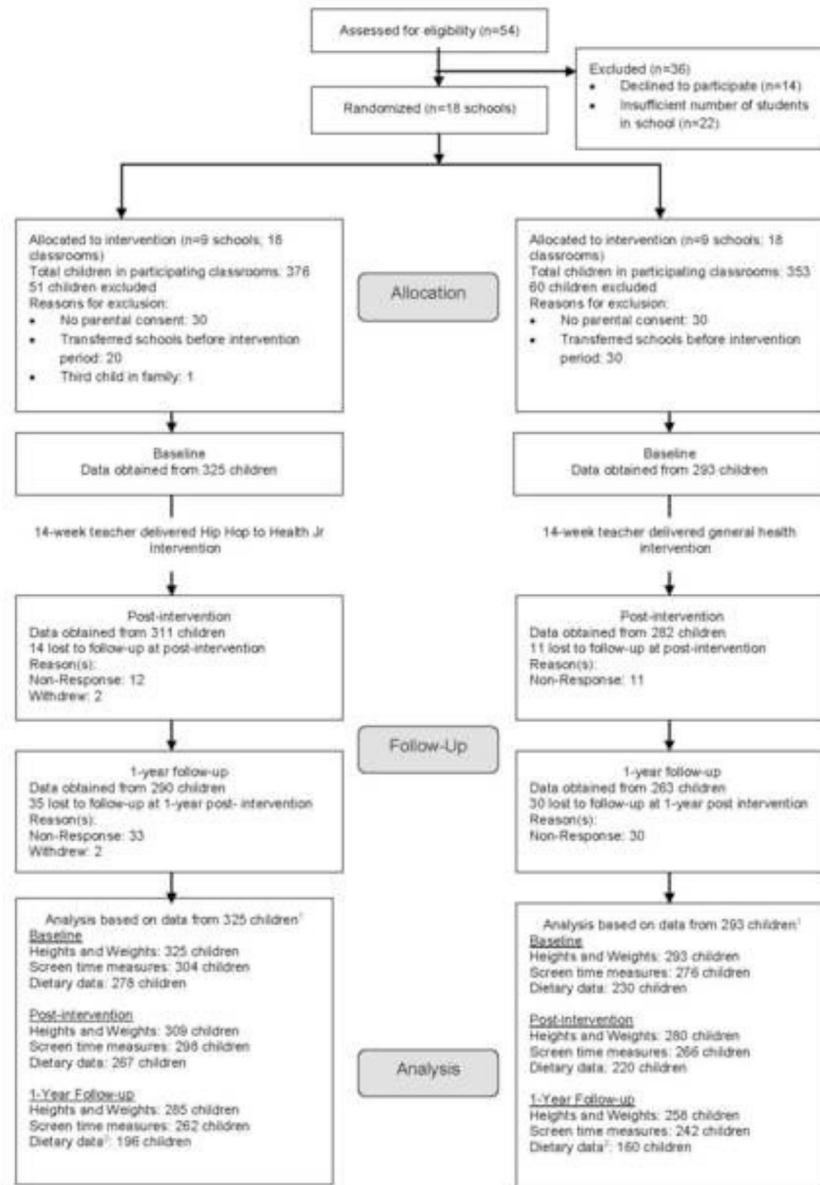 Assessed for eligibility (n=54)
Excluded (n=36)
• Declined to participate (n=14)
• Insufficient number of students
in school (n=22)
Randomized (n=18 schools)
Allocated to intervention (n=9 schools; 18
classrooms)
Total children in participating classrooms: 376
51 children excluded
Reasons for exclusion:
• No parental consent: 30
• Transferred schools before intervention
period: 20
• Third child in family: 1
Allocation
Allocated to intervention (n=9 schools; 18
classrooms)
Total children in participating classrooms: 353
60 children excluded
Reasons for exclusion:
• No parental consent: 30
• Transferred schools before intervention
period: 30
Baseline
Data obtained from 325 children
Baseline
Data obtained from 293 children
14-week teacher delivered Hip Hop to Health Jr
Intervention
14-week teacher delivered general health
intervention
Post-intervention
Data obtained from 311 children
14 lost to follow-up at post-intervention
Reason(s):
Non-Response: 12
Withdrew: 2
Post-intervention
Data obtained from 282 children
11 lost to follow-up at post-intervention
Reason(s):
Non-Response: 11
Follow-Up
1-year follow-up
Data obtained from 290 children
35 lost to follow-up at 1-year post- intervention
Reason(s):
Non-Response: 33
Withdrew: 2
1-year follow-up
Data obtained from 263 children
30 lost to follow-up at 1-year post intervention
Reason(s):
Non-Response: 30
Analysis based on data from 325 children¹
Baseline
Heights and Weights: 325 children
Screen time measures: 304 children
Dietary data: 278 children
Post-intervention
Heights and Weights: 309 children
Screen time measures: 298 children
Dietary data: 267 children
1-Year Follow-up
Heights and Weights: 285 children
Screen time measures: 262 children
Dietary data²: 196 children
Analysis
Analysis based on data from 293 children¹
Baseline
Heights and Weights: 293 children
Screen time measures: 276 children
Dietary data: 230 children
Post-intervention
Heights and Weights: 280 children
Screen time measures: 266 children
Dietary data: 220 children
1-Year Follow-up
Heights and Weights: 258 children
Screen time measures: 242 children
Dietary data²: 160 children